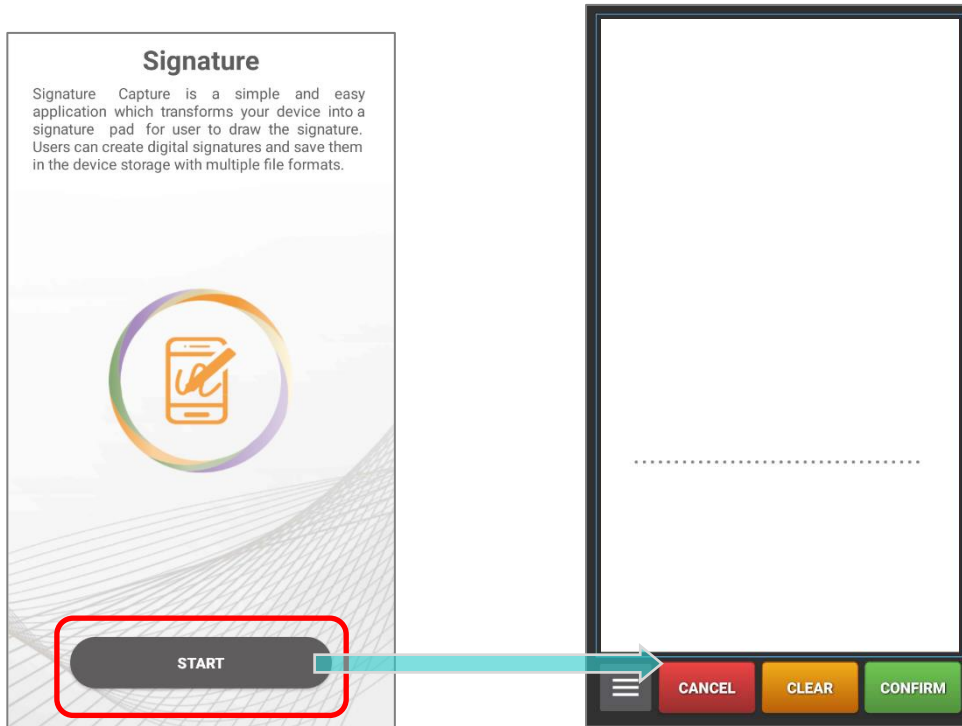 Signature
Signature Capture is a simple and easy
application which transforms your device into a
signature pad for user to draw the signature.
Users can create digital signatures and save them
in the device storage with multiple file formats.
START
CANCEL
CLEAR
CONFIRM